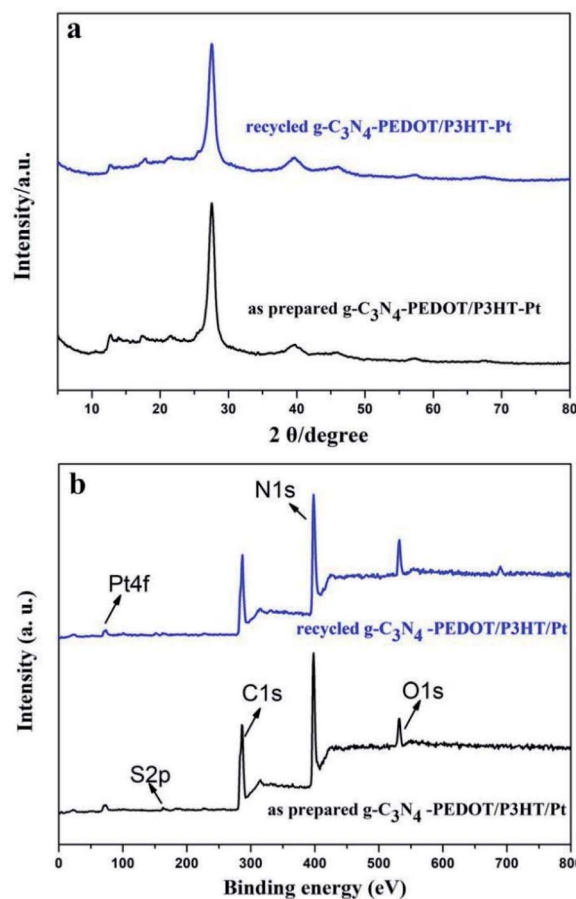 a
Intensity/a.u.
recycled g-C₃N₄-PEDOT/P3HT-Pt
as prepared g-C₃N₄-PEDOT/P3HT-Pt
10 20 30 40 50 60 70 80
2 θ/degree
b
Intensity (a. u.)
N1s
Pt4f
recycled g-C₃N₄ -PEDOT/P3HT/Pt
C1s
O1s
S2p
as prepared g-C₃N₄ -PEDOT/P3HT/Pt
0 100 200 300 400 500 600 700 800
Binding energy (eV)